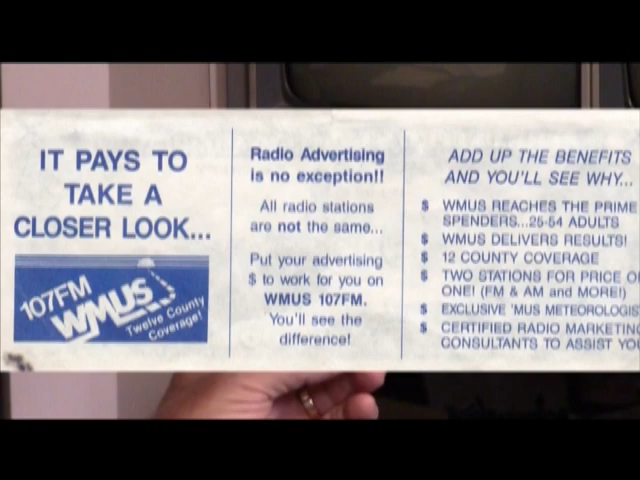 IT PAYS TO
TAKE A
CLOSER LOOK...
107FM
WMUS
Twelve County
Coverage!
Radio Advertising
is no exception!!
All radio stations
are not the same...
Put your advertising
$ to work for you on
WMUS 107FM.
You'll see the
difference!
ADD UP THE BENEFITS
AND YOU'LL SEE WHY...
$ WMUS REACHES THE PRIME
SPENDERS...25-54 ADULTS
$ WMUS DELIVERS RESULTS!
$ 12 COUNTY COVERAGE
$ TWO STATIONS FOR PRICE O
ONE! (FM & AM and MORE!)
$ EXCLUSIVE 'MUS METEOROLOGIS
$ CERTIFIED RADIO MARKETIN
CONSULTANTS TO ASSIST YO